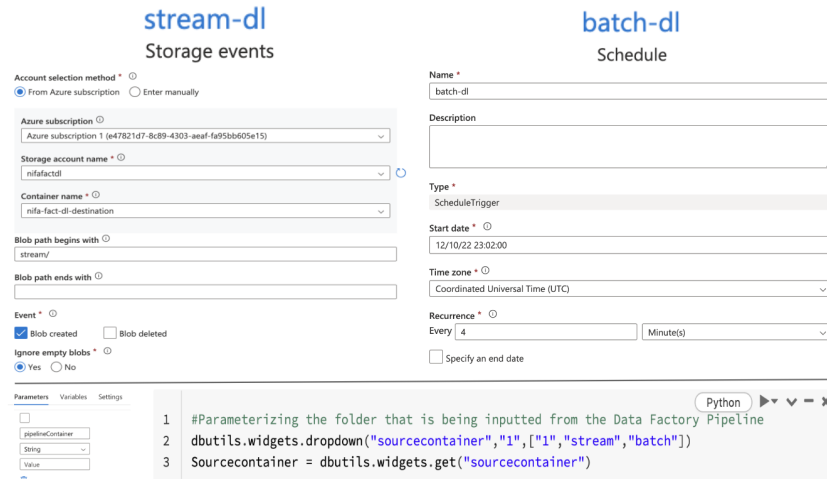 stream-dl
Storage events
Account selection method *
From Azure subscription Enter manually
Azure subscription
Azure subscription 1 (e47821d7-8c89-4303-aeaf-fa95bb605e15)
Storage account name *
nifafactdl
Container name *
nifa-fact-dl-destination
Blob path begins with
stream/
Blob path ends with
Event *
Blob created Blob deleted
Ignore empty blobs *
Yes No
batch-dl
Schedule
Name *
batch-dl
Description
Type *
ScheduleTrigger
Start date *
12/10/22 23:02:00
Time zone *
Coordinated Universal Time (UTC)
Recurrence *
Every 4 Minute(s)
Specify an end date
Parameters Variables Settings
pipelineContainer
String
Value
Python
1 #Parameterizing the folder that is being inputted from the Data Factory Pipeline
2 dbutils.widgets.dropdown("sourcecontainer","1",["1","stream","batch"])
3 Sourcecontainer = dbutils.widgets.get("sourcecontainer")